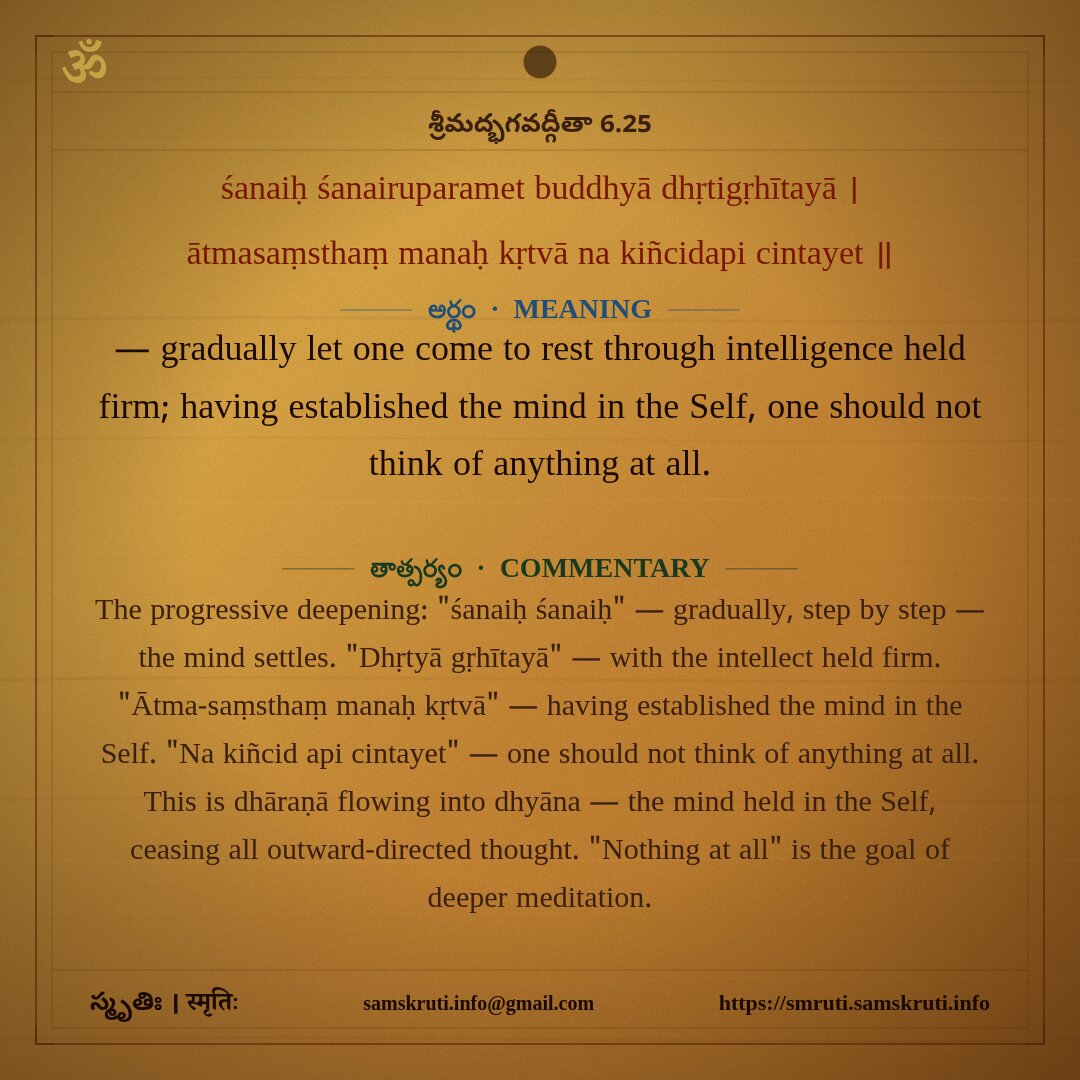 ॐ
శ్రీమద్భగవద్గీతా 6.25
śanaiḥ śanairuparamet buddhyā dhṛtigṛhītayā |
ātmasaṃsthaṃ manaḥ kṛtvā na kiñcidapi cintayet ‖
అర్థం · MEANING
— gradually let one come to rest through intelligence held
firm; having established the mind in the Self, one should not
think of anything at all.
తాత్పర్యం · COMMENTARY
The progressive deepening: "śanaiḥ śanaiḥ" — gradually, step by step —
the mind settles. "Dhṛtyā gṛhītayā" — with the intellect held firm.
"Ātma-saṃsthaṃ manaḥ kṛtvā" — having established the mind in the
Self. "Na kiñcid api cintayet" — one should not think of anything at all.
This is dhāraṇā flowing into dhyāna — the mind held in the Self,
ceasing all outward-directed thought. "Nothing at all" is the goal of
deeper meditation.
స్మృతిః | स्मृतिः samskruti.info@gmail.com https://smruti.samskruti.info